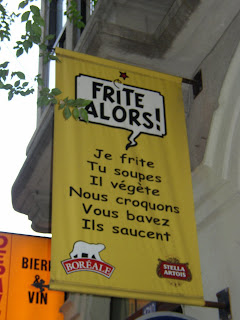 FRITE
ALORS!
Je frite
Tu soupes
Il végète
Nous croquons
Vous bavez
Ils saucent
BORÉALE
STELLA
ARTOIS
BIERE
&
VIN